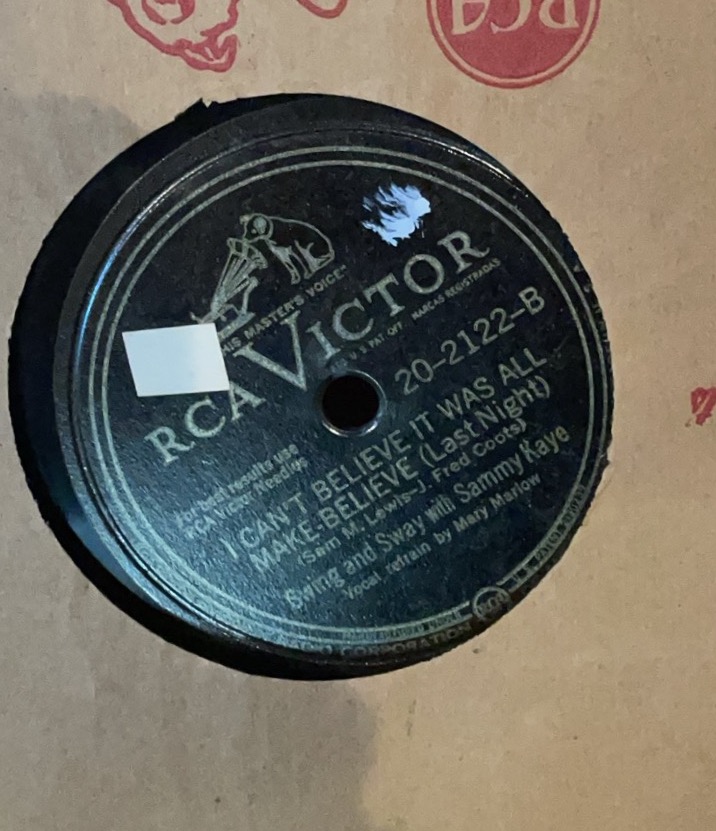 RCA
"HIS MASTER'S VOICE"
RCA VICTOR
U.S. PAT. OFF. MARCAS REGISTRADAS
20-2122-B
For best results use
RCA Victor Needles
I CAN'T BELIEVE IT WAS ALL
MAKE-BELIEVE (Last Night)
(Sam M. Lewis-J. Fred Coots)
Swing and Sway with Sammy Kaye
Vocal refrain by Mary Marlow
CORPORATION